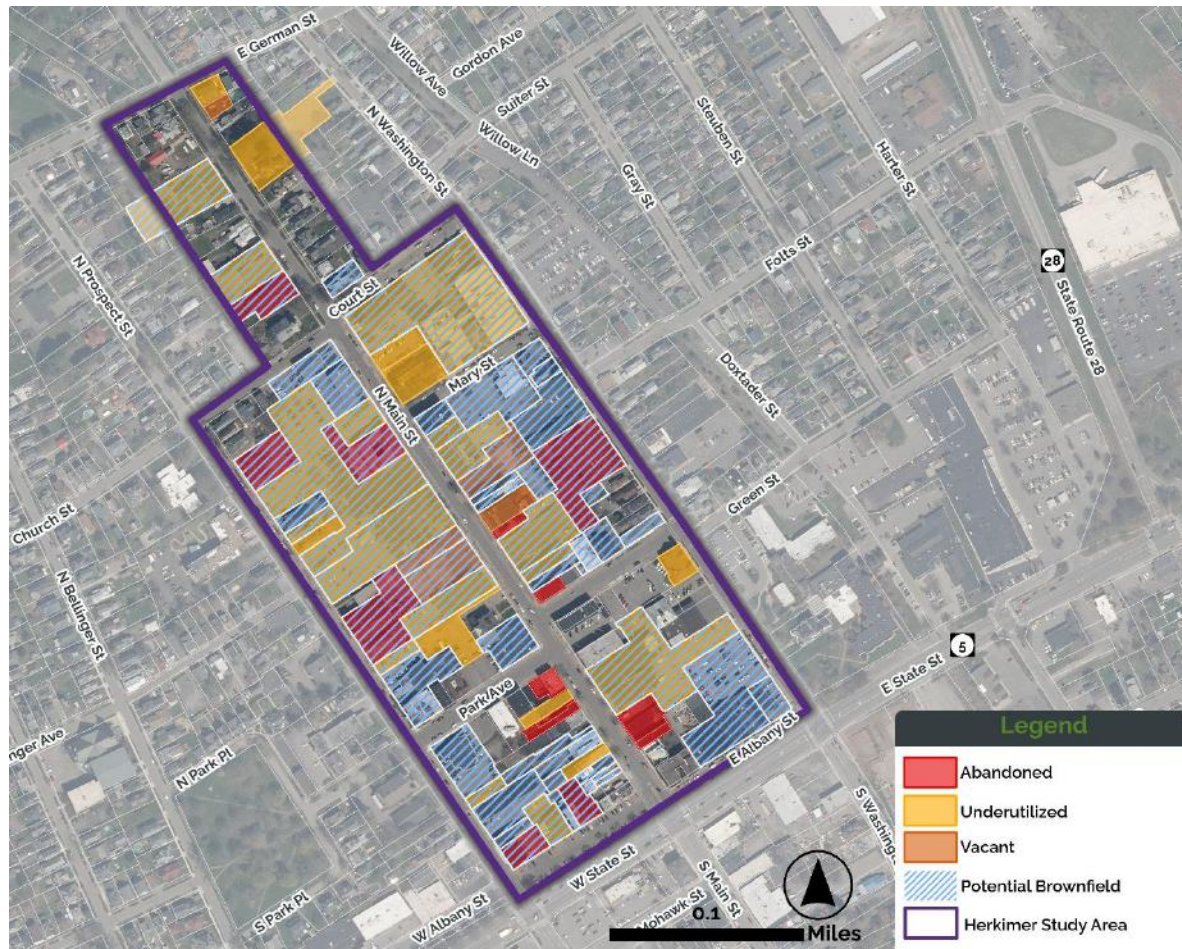 E German St
Willow Ave
Gordon Ave
Suiter St
N Washington St
Willow Ln
Steuben St
Harter St
Gray St
Folts St
28
State Route 28
N Prospect St
Court St
Mary St
N Main St
Doxtader St
Church St
Green St
N Bellinger St
5
E State St
Park Ave
E Albany St
nger Ave
N Park Pl
S Washing
W State St
S Park Pl
W Albany St
Mohawk St
S Main St
0.1
Miles
Legend
Abandoned
Underutilized
Vacant
Potential Brownfield
Herkimer Study Area